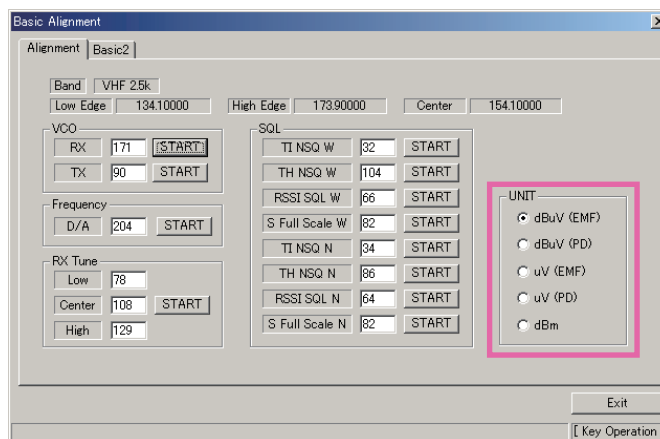 Basic Alignment
Alignment Basic2
Band VHF 2.5k
Low Edge 134.10000 High Edge 173.90000 Center 154.10000
VCO
RX 171 START
TX 90 START
Frequency
D/A 204 START
RX Tune
Low 78
Center 108 START
High 129
SQL
TI NSQ W 32 START
TH NSQ W 104 START
RSSI SQL W 66 START
S Full Scale W 82 START
TI NSQ N 34 START
TH NSQ N 86 START
RSSI SQL N 64 START
S Full Scale N 82 START
UNIT
dBuV (EMF)
dBuV (PD)
uV (EMF)
uV (PD)
dBm
Exit
[ Key Operation